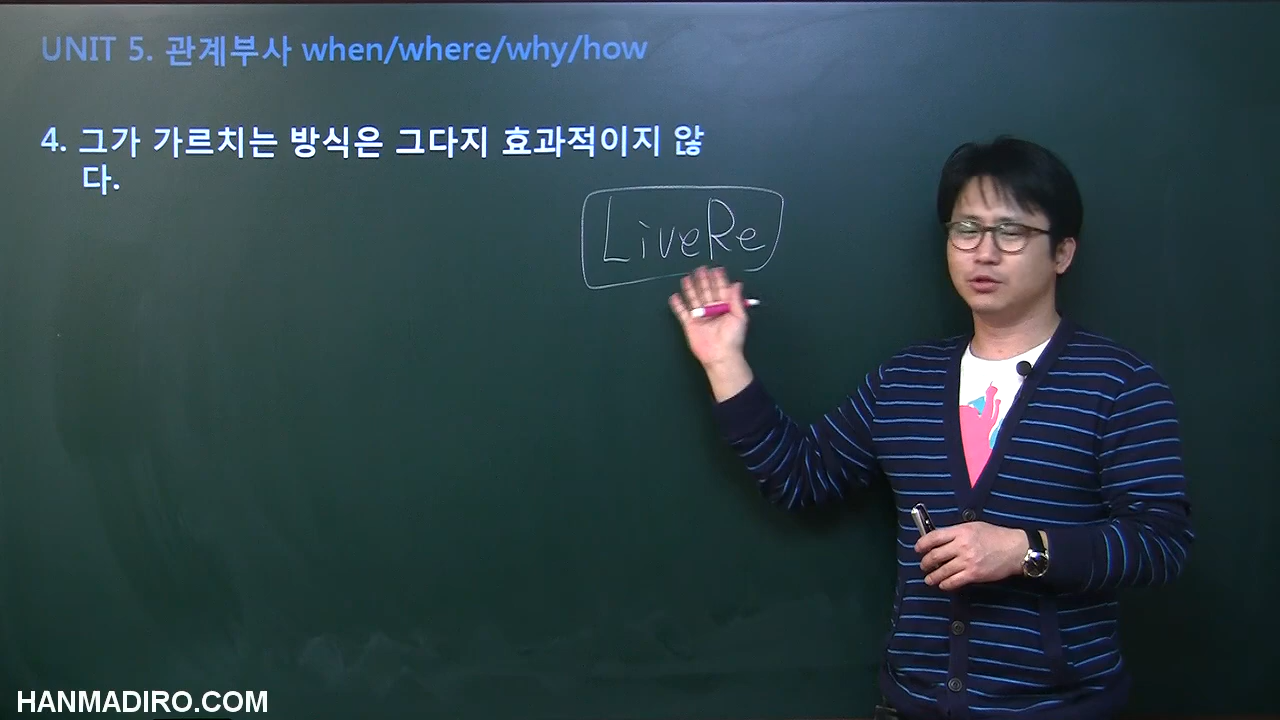 UNIT 5. 관계부사 when/where/why/how
4. 그가 가르치는 방식은 그다지 효과적이지 않
다.
LiveRe
HANMADIRO.COM